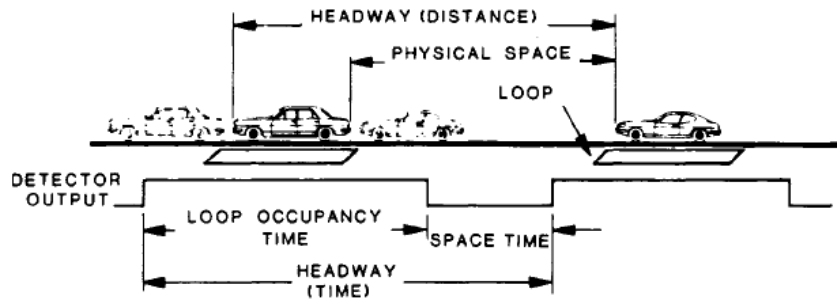 HEADWAY (DISTANCE)
PHYSICAL SPACE
LOOP
DETECTOR
OUTPUT
LOOP OCCUPANCY
TIME
SPACE TIME
HEADWAY
(TIME)